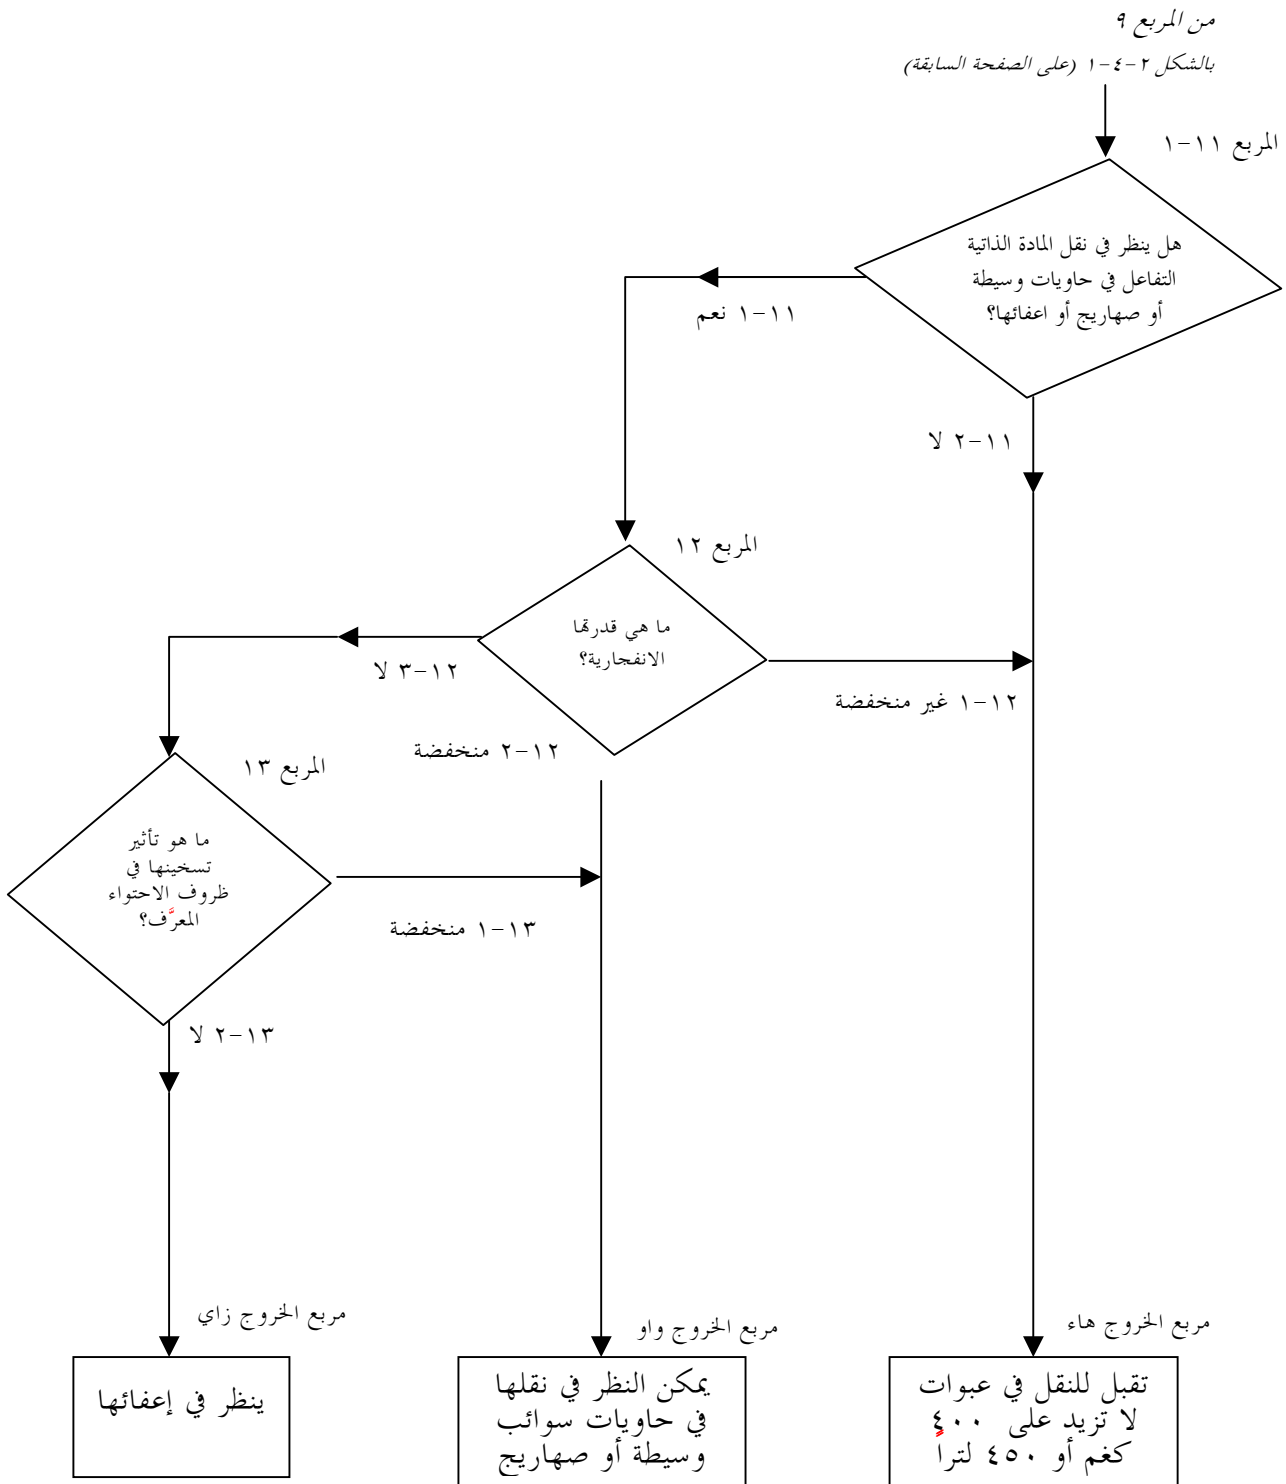 من المربع ٩
بالشكل ٢-٤-١ (على الصفحة السابقة)
المربع ١١-١
هل ينظر في نقل المادة الذاتية
التفاعل في حاويات وسيطة
أو صهاريج أو اعفائها؟
١١-١ نعم
١١-٢ لا
المربع ١٢
ما هي قدرتها
الانفجارية؟
١٢-٣ لا
١٢-١ غير منخفضة
١٢-٢ منخفضة
المربع ١٣
ما هو تأثير
تسخينها في
ظروف الاحتواء
المعرَّف؟
١٣-١ منخفضة
١٣-٢ لا
مربع الخروج هاء
تقبل للنقل في عبوات
لا تزيد على ٤٠٠
كغم أو ٤٥٠ لتراً
مربع الخروج واو
يمكن النظر في نقلها
في حاويات سوائب
وسيطة أو صهاريج
مربع الخروج زاي
ينظر في إعفائها